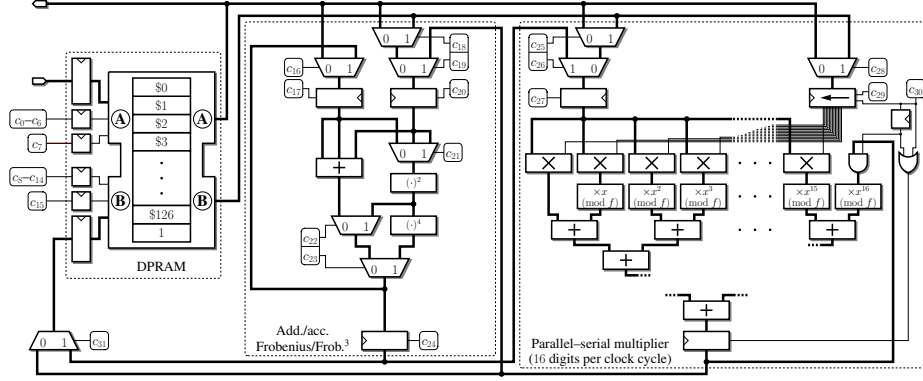 0 1
c18
c19
c16
0 1
0 1
c17
c20
+
0 1
c21
(·)²
(·)⁴
c22
0 1
c23
0 1
Add./acc.
Frobenius/Frob.³
c24
$0
$1
$2
$3
$126
1
A
A
B
B
c0–c6
c7
c8–c14
c15
DPRAM
0 1
c31
c25
0 1
c26
1 0
c27
0 1
c28
c29
c30
×
×
×
×
×
×x
(mod f)
×x²
(mod f)
×x³
(mod f)
×x¹⁵
(mod f)
×x¹⁶
(mod f)
+
+
+
+
+
Parallel–serial multiplier
(16 digits per clock cycle)